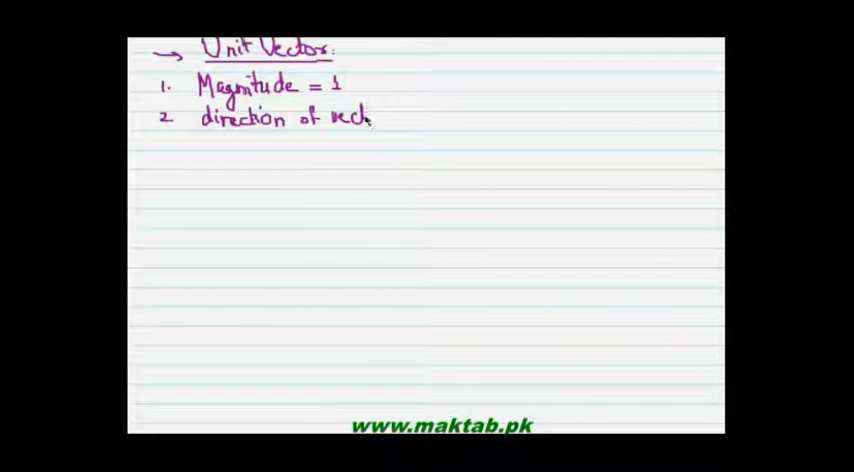 → Unit Vector:
1. Magnitude = 1
2 direction of vect
www.maktab.pk